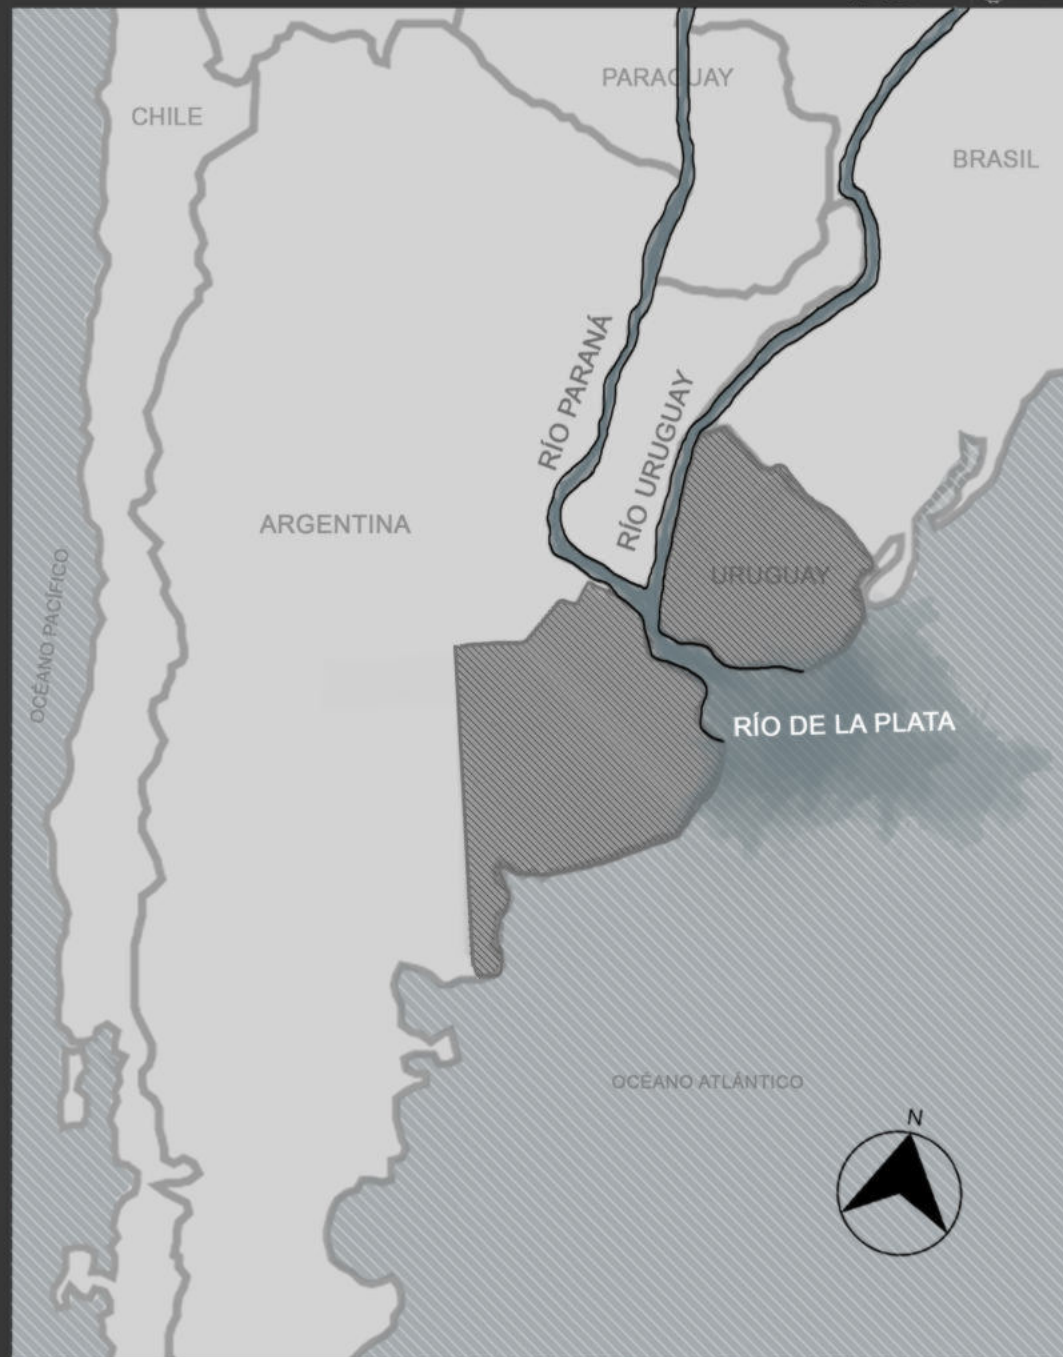 PARAGUAY
CHILE
BRASIL
RÍO PARANÁ
RÍO URUGUAY
ARGENTINA
URUGUAY
OCÉANO PACÍFICO
RÍO DE LA PLATA
OCÉANO ATLÁNTICO
N